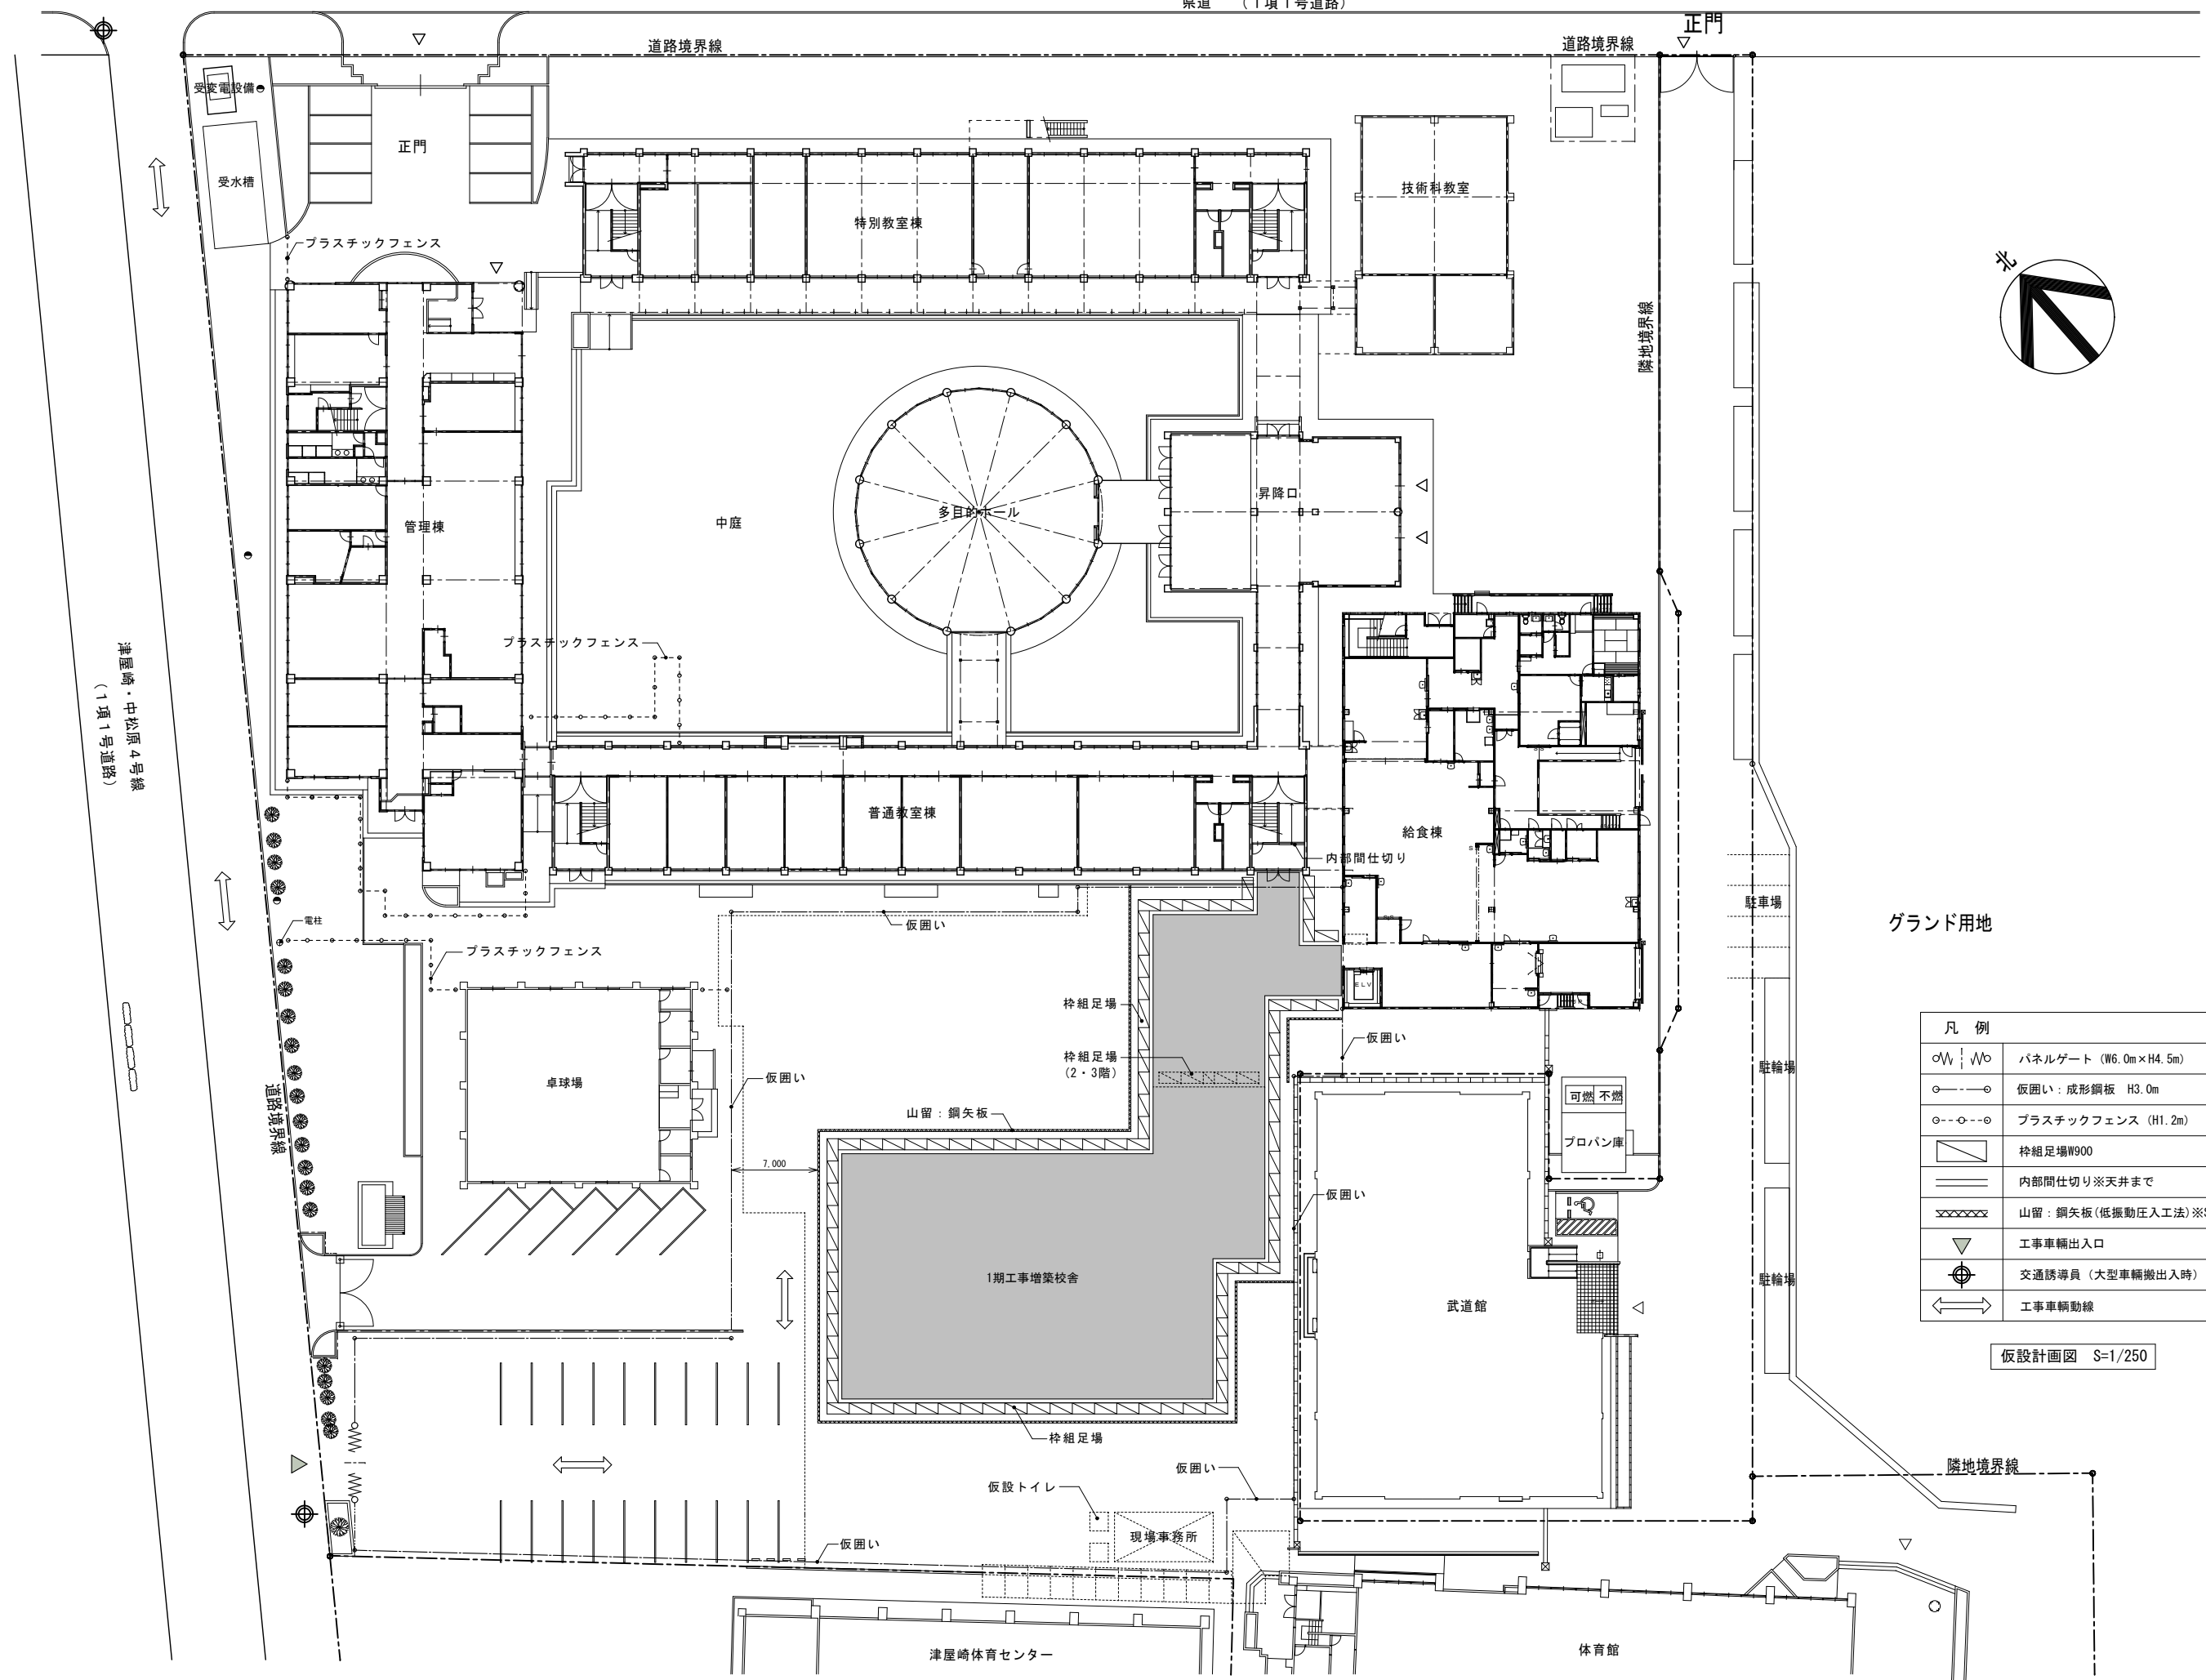 県道 （1項1号道路）
正門
道路境界線
道路境界線
受変電設備
正門
受水槽
プラスチックフェンス
特別教室棟
技術科教室
北
隣地境界線
管理棟
中庭
多目的ホール
昇降口
プラスチックフェンス
津屋崎・中松原4号線
（1項1号道路）
普通教室棟
給食棟
内部間仕切り
駐車場
グランド用地
電柱
仮囲い
プラスチックフェンス
ELV
枠組足場
仮囲い
枠組足場
（2・3階）
仮囲い
卓球場
山留：鋼矢板
7,000
道路境界線
可燃 不燃
プロパン庫
駐輪場
仮囲い
1期工事増築校舎
武道館
駐輪場
凡 例
パネルゲート（W6.0m×H4.5m）
仮囲い：成形鋼板 H3.0m
プラスチックフェンス（H1.2m）
枠組足場W900
内部間仕切り※天井まで
山留：鋼矢板(低振動圧入工法)※
工事車輌出入口
交通誘導員（大型車輌搬出入時）
工事車輌動線
仮設計画図 S=1/250
枠組足場
仮囲い
隣地境界線
仮設トイレ
現場事務所
仮囲い
津屋崎体育センター
体育館